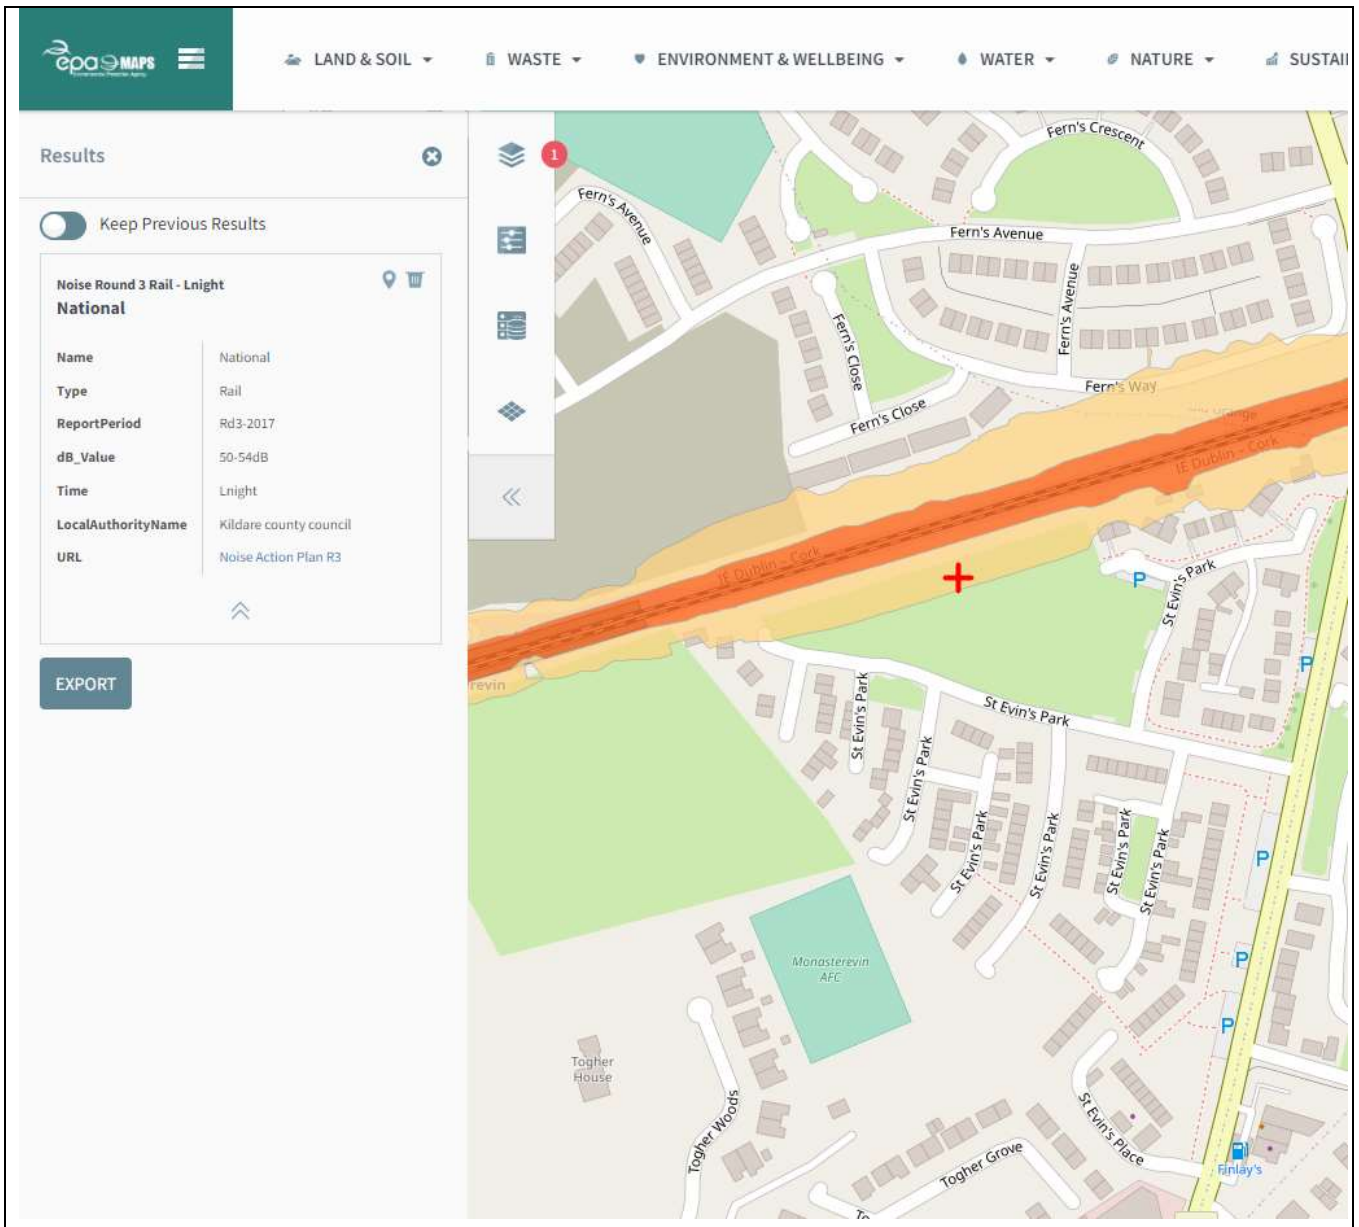 epa MAPS
Environmental Protection Agency
LAND & SOIL
WASTE
ENVIRONMENT & WELLBEING
WATER
NATURE
SUSTAI
Results
1
Keep Previous Results
Noise Round 3 Rail - Lnight
National
Name National
Type Rail
ReportPeriod Rd3-2017
dB_Value 50-54dB
Time Lnight
LocalAuthorityName Kildare county council
URL Noise Action Plan R3
EXPORT
Fern's Crescent
Fern's Avenue
Fern's Avenue
Fern's Avenue
Fern's Close
Fern's Close
Fern's Way
IE Dublin - Cork
IE Dublin - Cork
P
St Evin's Park
P
revin
St Evin's Park
St Evin's Park
St Evin's Park
St Evin's Park
St Evin's Park
St Evin's Park
St Evin's Park
P
Monasterevin
AFC
P
P
Togher
House
Togher Woods
St Evin's Place
Togher Grove
Finlay's
To